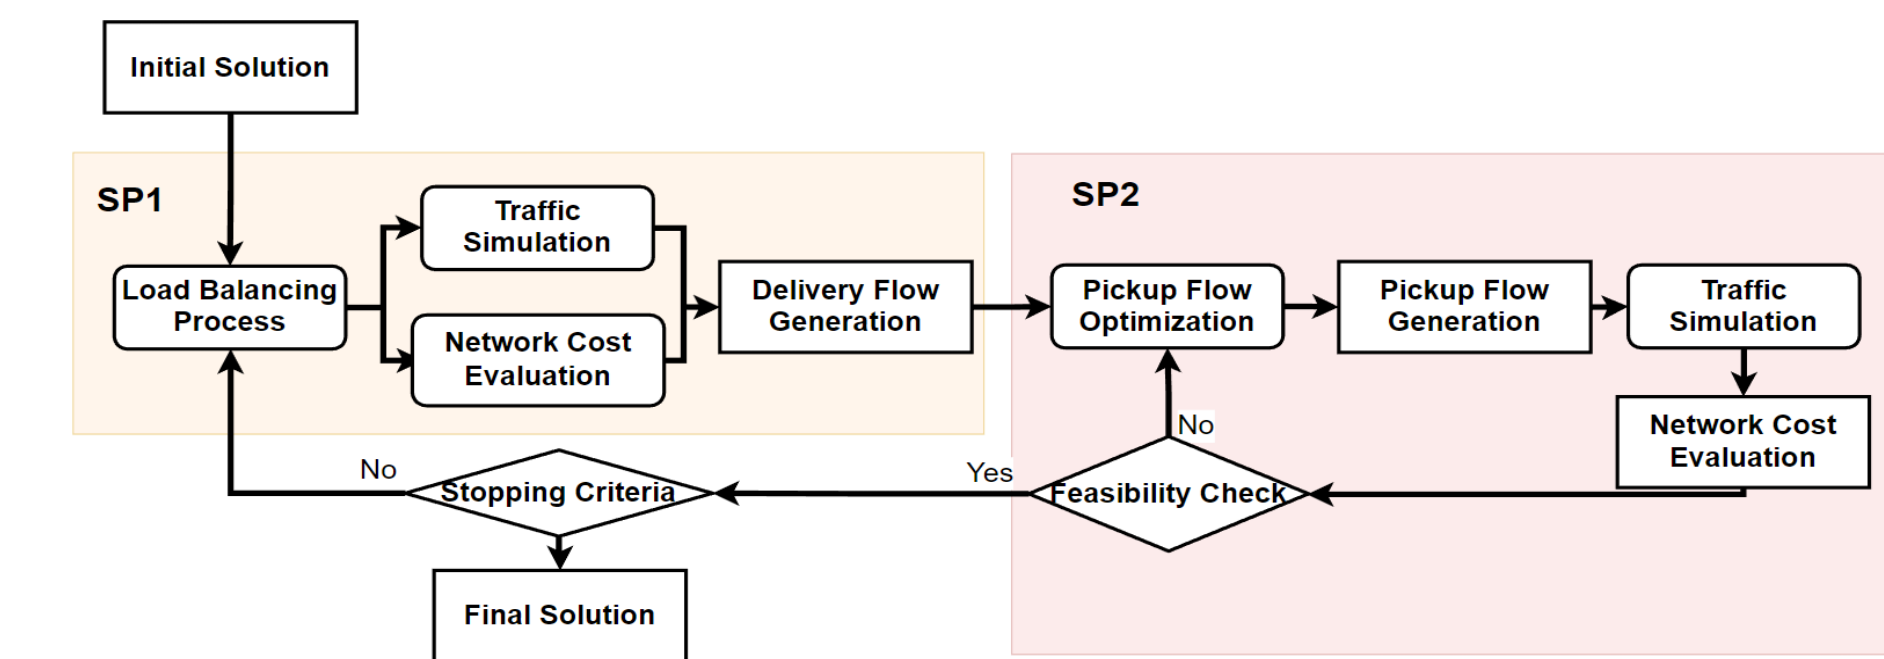 Initial Solution
SP1
Load Balancing
Process
Traffic
Simulation
Network Cost
Evaluation
Delivery Flow
Generation
SP2
Pickup Flow
Optimization
Pickup Flow
Generation
Traffic
Simulation
Network Cost
Evaluation
Feasibility Check
No
Yes
Stopping Criteria
No
Final Solution